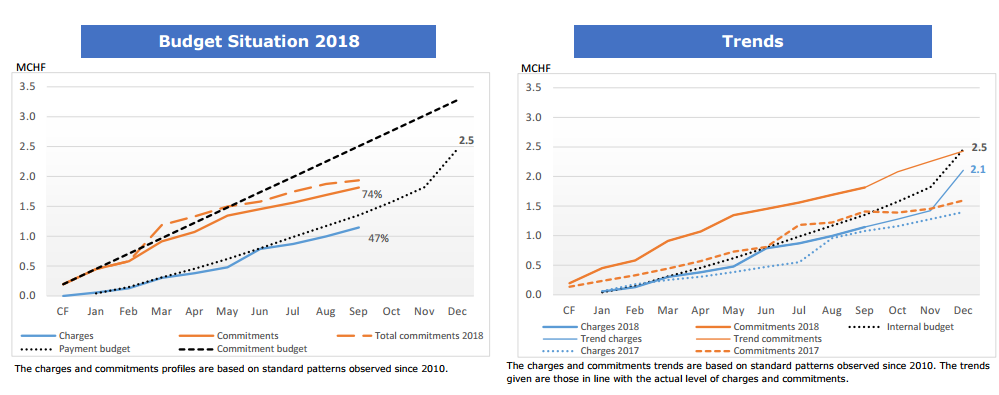 Budget Situation 2018
MCHF
3.5
3.0
2.5
2.0
1.5
1.0
0.5
0.0
2.5
74%
47%
CF Jan Feb Mar Apr May Jun Jul Aug Sep Oct Nov Dec
Charges Commitments Total commitments 2018
Payment budget Commitment budget
The charges and commitments profiles are based on standard patterns observed since 2010.
Trends
MCHF
3.5
3.0
2.5
2.0
1.5
1.0
0.5
0.0
2.5
2.1
CF Jan Feb Mar Apr May Jun Jul Aug Sep Oct Nov Dec
Charges 2018 Commitments 2018 Internal budget
Trend charges Trend commitments
Charges 2017 Commitments 2017
The charges and commitments trends are based on standard patterns observed since 2010. The trends
given are those in line with the actual level of charges and commitments.